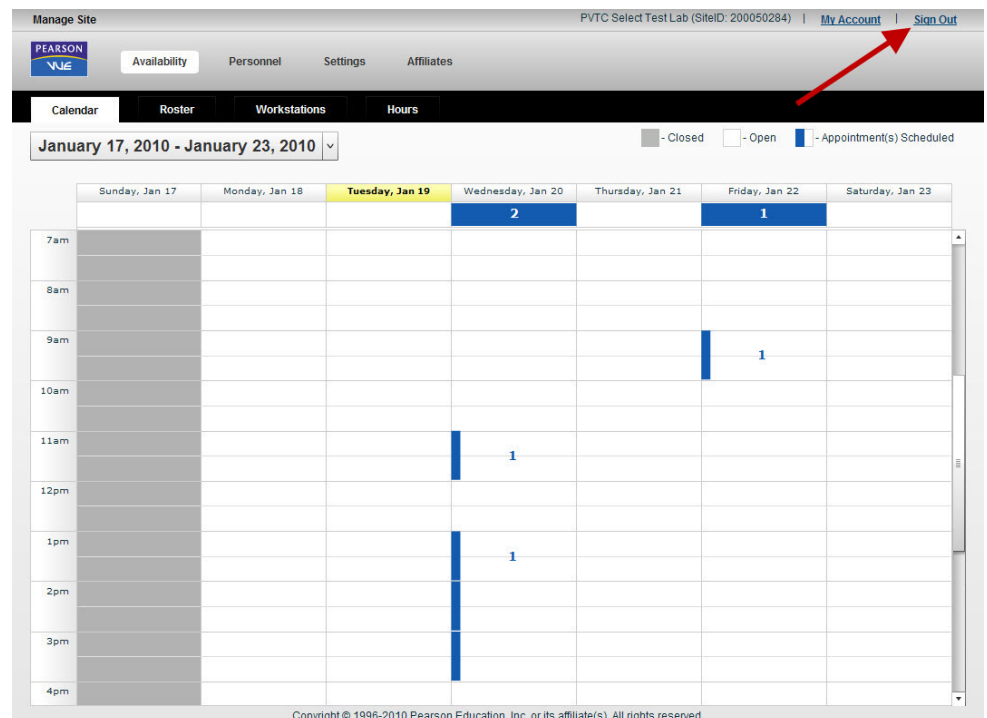 Manage Site PVTC Select Test Lab (SiteID: 200050284) | My Account | Sign Out
PEARSON
VUE
Availability Personnel Settings Affiliates
Calendar Roster Workstations Hours
January 17, 2010 - January 23, 2010 - Closed - Open - Appointment(s) Scheduled
Sunday, Jan 17 Monday, Jan 18 Tuesday, Jan 19 Wednesday, Jan 20 Thursday, Jan 21 Friday, Jan 22 Saturday, Jan 23
2 1
7am
8am
9am
1
10am
11am
1
12pm
1pm
1
2pm
3pm
4pm
Copyright © 1996-2010 Pearson Education, Inc. or its affiliate(s). All rights reserved.